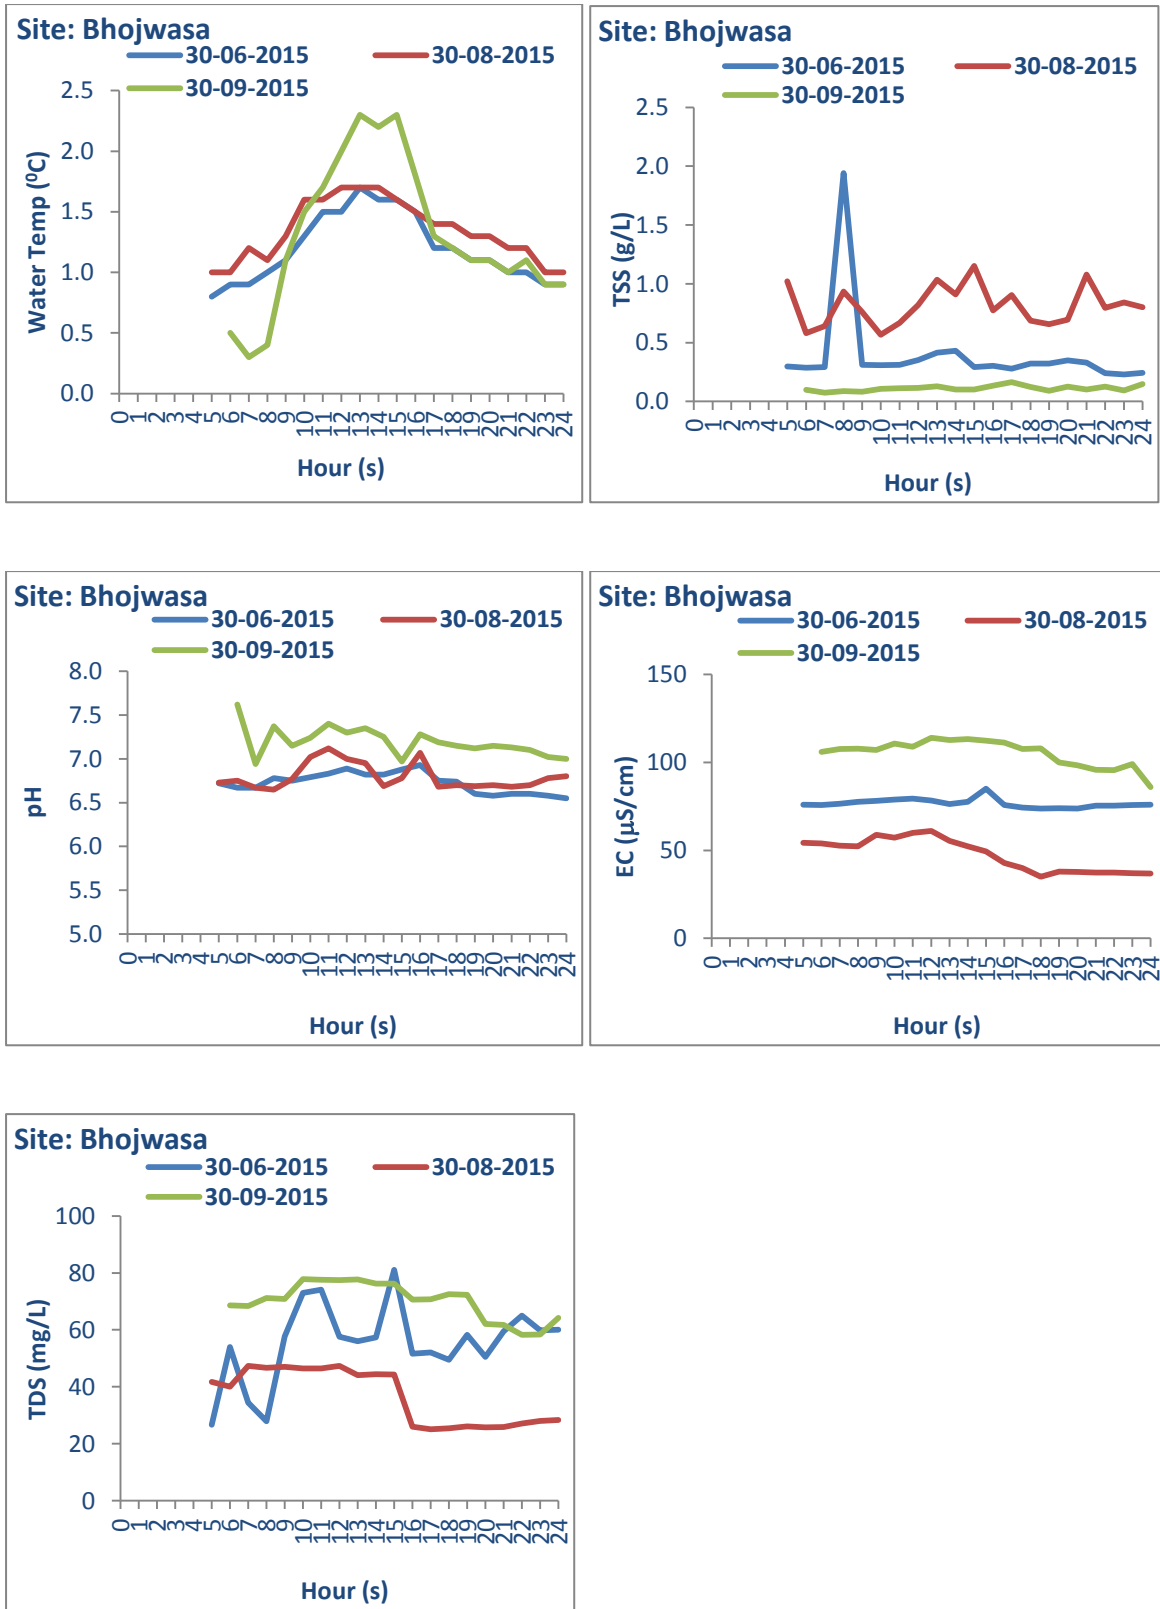 Site: Bhojwasa
30-06-2015 30-08-2015
30-09-2015
2.5
2.0
1.5
1.0
0.5
0.0
Water Temp (⁰C)
0 1 2 3 4 5 6 7 8 9 10 11 12 13 14 15 16 17 18 19 20 21 22 23 24
Hour (s)
Site: Bhojwasa
30-06-2015 30-08-2015
30-09-2015
2.5
2.0
1.5
1.0
0.5
0.0
TSS (g/L)
0 1 2 3 4 5 6 7 8 9 10 11 12 13 14 15 16 17 18 19 20 21 22 23 24
Hour (s)
Site: Bhojwasa
30-06-2015 30-08-2015
30-09-2015
8.0
7.5
7.0
6.5
6.0
5.5
5.0
pH
0 1 2 3 4 5 6 7 8 9 10 11 12 13 14 15 16 17 18 19 20 21 22 23 24
Hour (s)
Site: Bhojwasa
30-06-2015 30-08-2015
30-09-2015
150
100
50
0
EC (µS/cm)
0 1 2 3 4 5 6 7 8 9 10 11 12 13 14 15 16 17 18 19 20 21 22 23 24
Hour (s)
Site: Bhojwasa
30-06-2015 30-08-2015
30-09-2015
100
80
60
40
20
0
TDS (mg/L)
0 1 2 3 4 5 6 7 8 9 10 11 12 13 14 15 16 17 18 19 20 21 22 23 24
Hour (s)